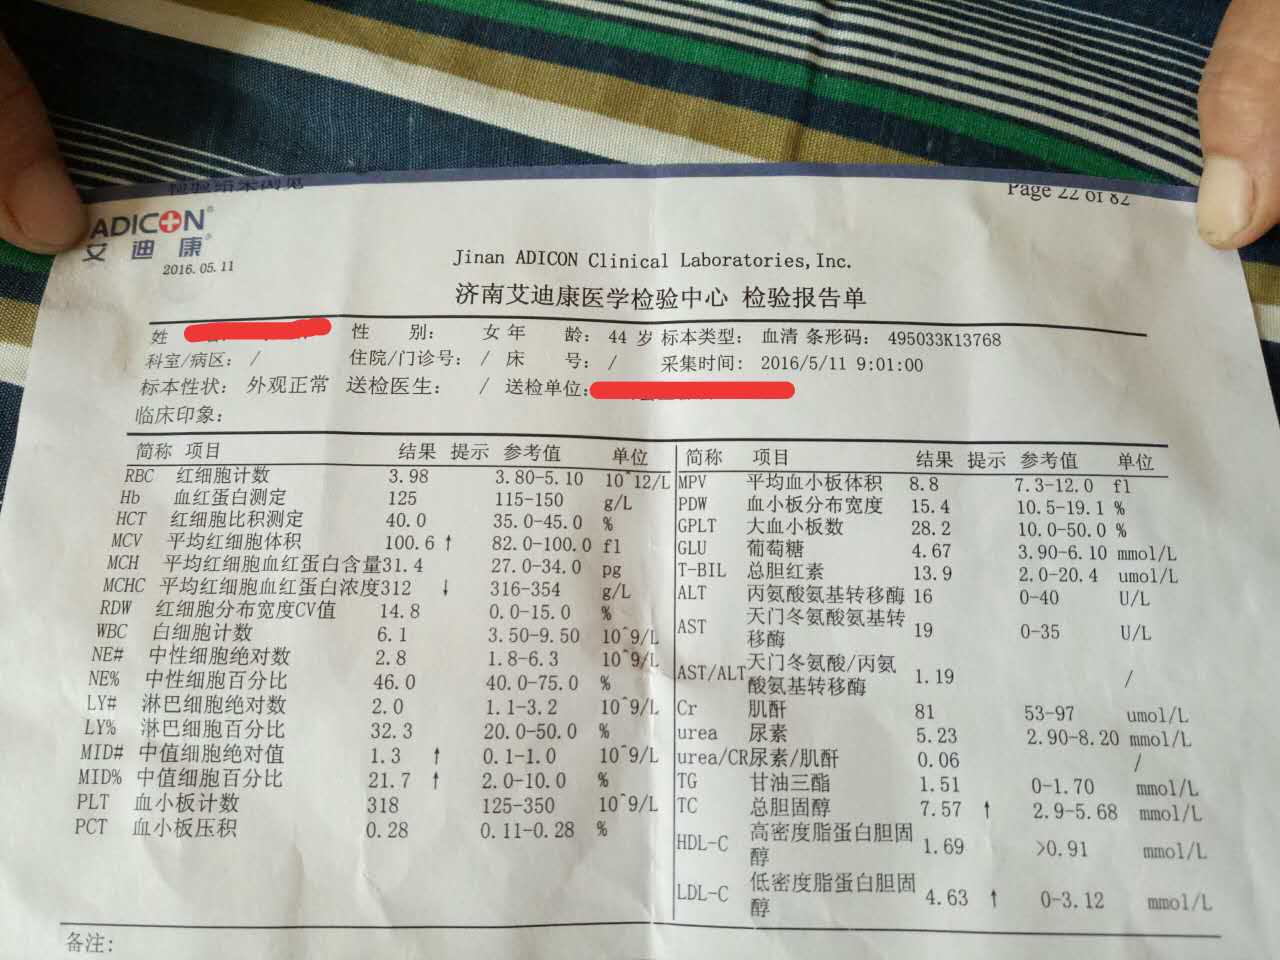 检验结果浏览
Page 22 of 82
ADICON®
艾迪康®
2016.05.11
Jinan ADICON Clinical Laboratories,Inc.
济南艾迪康医学检验中心 检验报告单
姓 性 别: 女 年 龄: 44 岁 标本类型: 血清 条形码: 495033K13768
科室/病区: / 住院/门诊号: / 床 号: / 采集时间: 2016/5/11 9:01:00
标本性状: 外观正常 送检医生: / 送检单位:
临床印象:
简称 项目 结果 提示 参考值 单位
RBC 红细胞计数 3.98 3.80-5.10 10^12/L
Hb 血红蛋白测定 125 115-150 g/L
HCT 红细胞比积测定 40.0 35.0-45.0 %
MCV 平均红细胞体积 100.6 ↑ 82.0-100.0 fl
MCH 平均红细胞血红蛋白含量 31.4 27.0-34.0 pg
MCHC 平均红细胞血红蛋白浓度 312 ↓ 316-354 g/L
RDW 红细胞分布宽度CV值 14.8 0.0-15.0 %
WBC 白细胞计数 6.1 3.50-9.50 10^9/L
NE# 中性细胞绝对数 2.8 1.8-6.3 10^9/L
NE% 中性细胞百分比 46.0 40.0-75.0 %
LY# 淋巴细胞绝对数 2.0 1.1-3.2 10^9/L
LY% 淋巴细胞百分比 32.3 20.0-50.0 %
MID# 中值细胞绝对值 1.3 ↑ 0.1-1.0 10^9/L
MID% 中值细胞百分比 21.7 ↑ 2.0-10.0 %
PLT 血小板计数 318 125-350 10^9/L
PCT 血小板压积 0.28 0.11-0.28 %
简称 项目 结果 提示 参考值 单位
MPV 平均血小板体积 8.8 7.3-12.0 fl
PDW 血小板分布宽度 15.4 10.5-19.1 %
GPLT 大血小板数 28.2 10.0-50.0 %
GLU 葡萄糖 4.67 3.90-6.10 mmol/L
T-BIL 总胆红素 13.9 2.0-20.4 umol/L
ALT 丙氨酸氨基转移酶 16 0-40 U/L
AST 天门冬氨酸氨基转移酶 19 0-35 U/L
AST/ALT 天门冬氨酸/丙氨酸氨基转移酶 1.19 /
Cr 肌酐 81 53-97 umol/L
urea 尿素 5.23 2.90-8.20 mmol/L
urea/CR 尿素/肌酐 0.06 /
TG 甘油三酯 1.51 0-1.70 mmol/L
TC 总胆固醇 7.57 ↑ 2.9-5.68 mmol/L
HDL-C 高密度脂蛋白胆固醇 1.69 >0.91 mmol/L
LDL-C 低密度脂蛋白胆固醇 4.63 ↑ 0-3.12 mmol/L
备注: